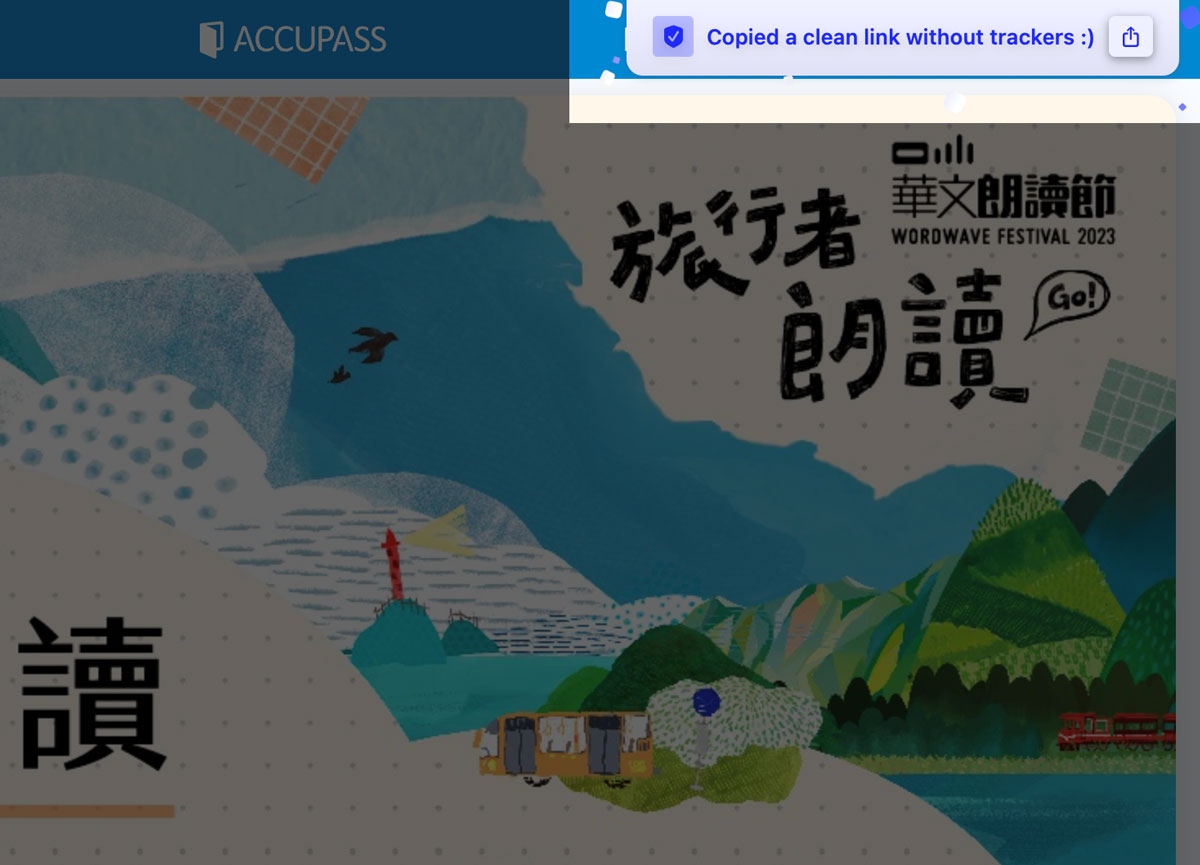 ACCUPASS
Copied a clean link without trackers :)
華文朗讀節
WORDWAVE FESTIVAL 2023
旅行者
朗讀
Go!
讀